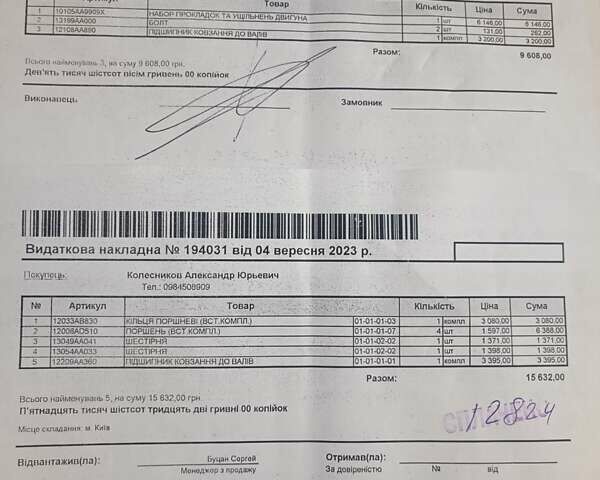 Товар Кількість Ціна Сума
1 10105AA9909X НАБОР ПРОКЛАДОК ТА УЩІЛЬНЕНЬ ДВИГУНА 1 компл 6 146,00 6 146,00
2 13199AA000 БОЛТ 2 шт 131,00 262,00
3 12108AA890 ПІДШИПНИК КОВЗАННЯ ДО ВАЛІВ 1 компл 3 200,00 3 200,00
Разом: 9 608,00
Всього найменувань 3, на суму 9 608,00 грн.
Дев'ять тисяч шістсот вісім гривень 00 копійок
Виконавець Замовник
Видаткова накладна № 194031 від 04 вересня 2023 р.
Покупець: Колесников Александр Юрьевич
Тел.: 0984508909
№ Артикул Товар Кількість Ціна Сума
1 12033AB830 КІЛЬЦЯ ПОРШНЕВІ (ВСТ.КОМПЛ.) 01-01-01-03 1 компл 3 080,00 3 080,00
2 12008AD510 ПОРШЕНЬ (ВСТ.КОМПЛ.) 01-01-01-07 4 шт 1 597,00 6 388,00
3 13049AA041 ШЕСТІРНЯ 01-01-02-02 1 шт 1 371,00 1 371,00
4 13054AA033 ШЕСТІРНЯ 01-01-02-02 1 шт 1 398,00 1 398,00
5 12209AA360 ПІДШИПНИК КОВЗАННЯ ДО ВАЛІВ 01-01-01-01 1 компл 3 395,00 3 395,00
Разом: 15 632,00
Всього найменувань 5, на суму 15 632,00 грн.
П'ятнадцять тисяч шістсот тридцять дві гривні 00 копійок
12824
Місце складання: м. Київ
Відвантажив(ла): Буцан Сергой Отримав(ла):
Менеджор з продажу За довіреністю № від